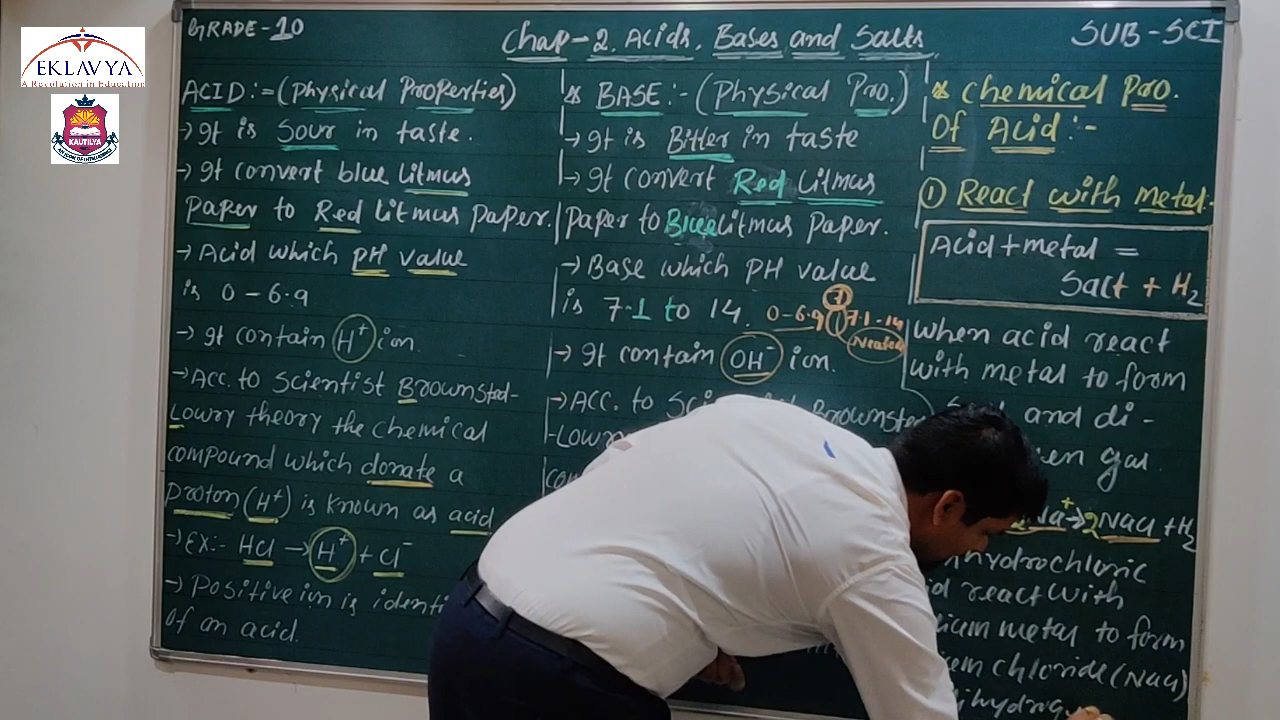 EKLAVYA
A Revolution in Education
KAUTILYA
GRADE-10
Chap-2. Acids, Bases and Salts
SUB-SCI
ACID:-(Physical Properties)
→ It is Sour in taste.
→ It convert blue litmus
paper to Red litmus paper.
→ Acid which pH value
is 0-6.9
→ It contain H+ ion.
→ Acc. to Scientist Brownsted-
Lowry theory the chemical
compound which donate a
proton (H+) is known as acid
→ EX:- HCl → H+ + Cl-
→ Positive ion is identi
of an acid.
* BASE:-(Physical Pro.)
→ It is Bitter in taste
→ It convert Red Litmus
paper to Blue litmus paper.
→ Base which PH value
is 7.1 to 14. 0-6.9 7 7.1-14
→ It contain OH- ion.
→ Acc. to Brownsted
-Lowr
* Chemical Pro.
Of Acid:-
① React with metal.
Acid+metal =
Salt + H2
when acid react
with metal to form
and di-
en gas.
Na+→2NaCl+H2
hydrochloric
react with
metal to form
chloride(NaCl)
dihydrog